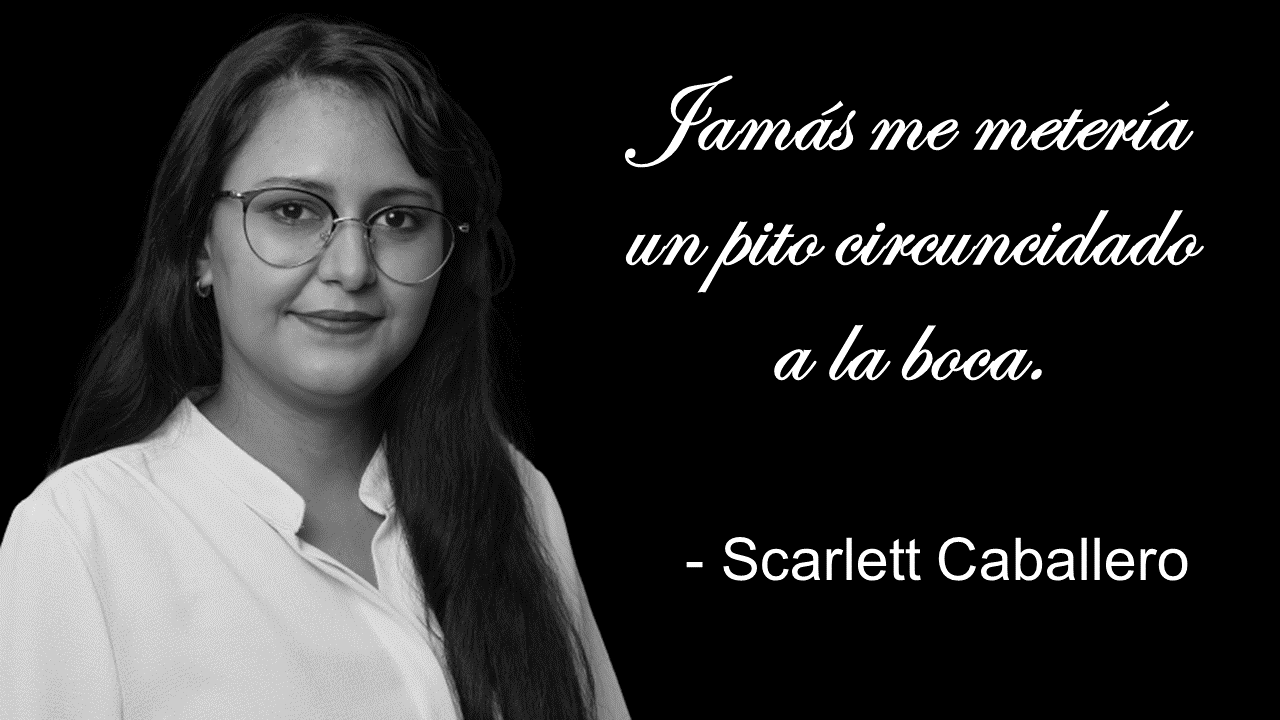 Jamás me metería
un pito circuncidado
a la boca.
- Scarlett Caballero